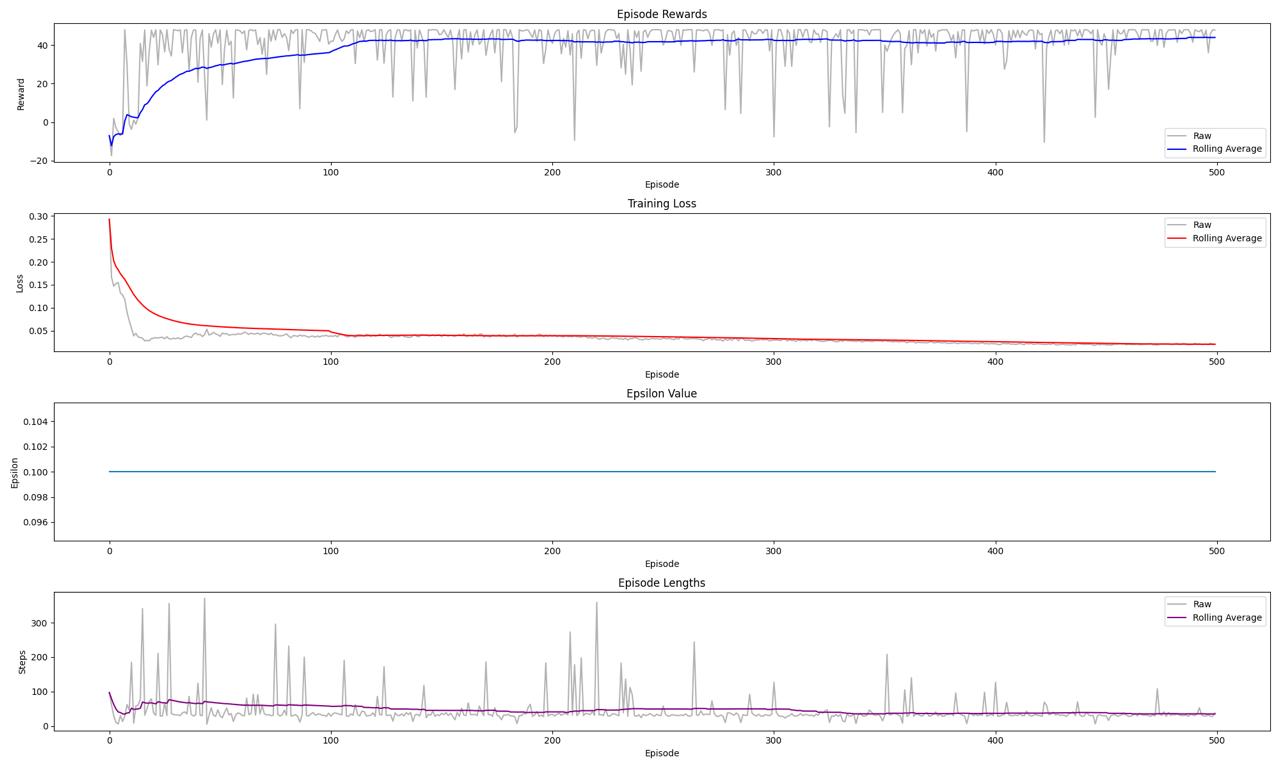 Episode Rewards
40
20
0
−20
Reward
Raw
Rolling Average
0 100 200 300 400 500
Episode
Training Loss
0.30
0.25
0.20
0.15
0.10
0.05
Loss
Raw
Rolling Average
0 100 200 300 400 500
Episode
Epsilon Value
0.104
0.102
0.100
0.098
0.096
Epsilon
0 100 200 300 400 500
Episode
Episode Lengths
300
200
100
0
Steps
Raw
Rolling Average
0 100 200 300 400 500
Episode